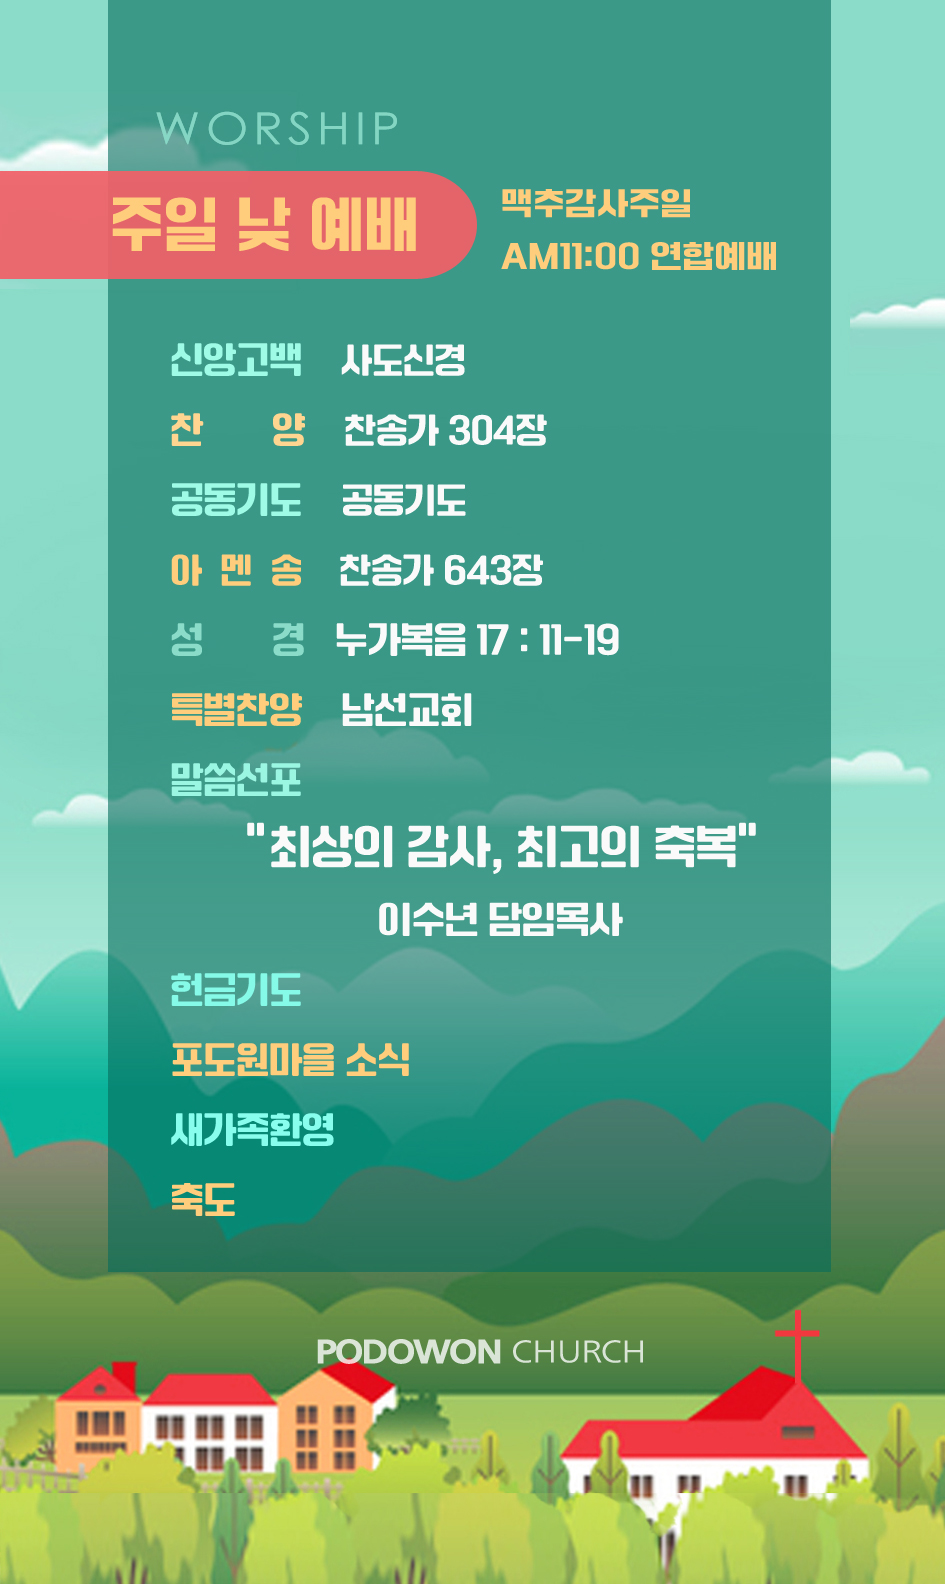 WORSHIP
주일 낮 예배
맥추감사주일
AM11:00 연합예배
신앙고백 사도신경
찬 양 찬송가 304장
공동기도 공동기도
아 멘 송 찬송가 643장
성 경 누가복음 17 : 11-19
특별찬양 남선교회
말씀선포
"최상의 감사, 최고의 축복"
이수년 담임목사
헌금기도
포도원마을 소식
새가족환영
축도
PODOWON CHURCH